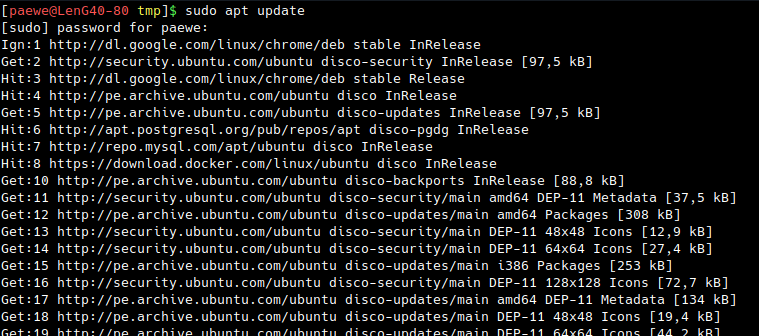 [paewe@LenG40-80 tmp]$ sudo apt update
[sudo] password for paewe:
Ign:1 http://dl.google.com/linux/chrome/deb stable InRelease
Get:2 http://security.ubuntu.com/ubuntu disco-security InRelease [97,5 kB]
Hit:3 http://dl.google.com/linux/chrome/deb stable Release
Hit:4 http://pe.archive.ubuntu.com/ubuntu disco InRelease
Get:5 http://pe.archive.ubuntu.com/ubuntu disco-updates InRelease [97,5 kB]
Hit:6 http://apt.postgresql.org/pub/repos/apt disco-pgdg InRelease
Hit:7 http://repo.mysql.com/apt/ubuntu disco InRelease
Hit:8 https://download.docker.com/linux/ubuntu disco InRelease
Get:10 http://pe.archive.ubuntu.com/ubuntu disco-backports InRelease [88,8 kB]
Get:11 http://security.ubuntu.com/ubuntu disco-security/main amd64 DEP-11 Metadata [37,5 kB]
Get:12 http://pe.archive.ubuntu.com/ubuntu disco-updates/main amd64 Packages [308 kB]
Get:13 http://security.ubuntu.com/ubuntu disco-security/main DEP-11 48x48 Icons [12,9 kB]
Get:14 http://security.ubuntu.com/ubuntu disco-security/main DEP-11 64x64 Icons [27,4 kB]
Get:15 http://pe.archive.ubuntu.com/ubuntu disco-updates/main i386 Packages [253 kB]
Get:16 http://security.ubuntu.com/ubuntu disco-security/main DEP-11 128x128 Icons [72,7 kB]
Get:17 http://pe.archive.ubuntu.com/ubuntu disco-updates/main amd64 DEP-11 Metadata [134 kB]
Get:18 http://pe.archive.ubuntu.com/ubuntu disco-updates/main DEP-11 48x48 Icons [19,4 kB]
Get:19 http://pe.archive.ubuntu.com/ubuntu disco-updates/main DEP-11 64x64 Icons [44,2 kB]